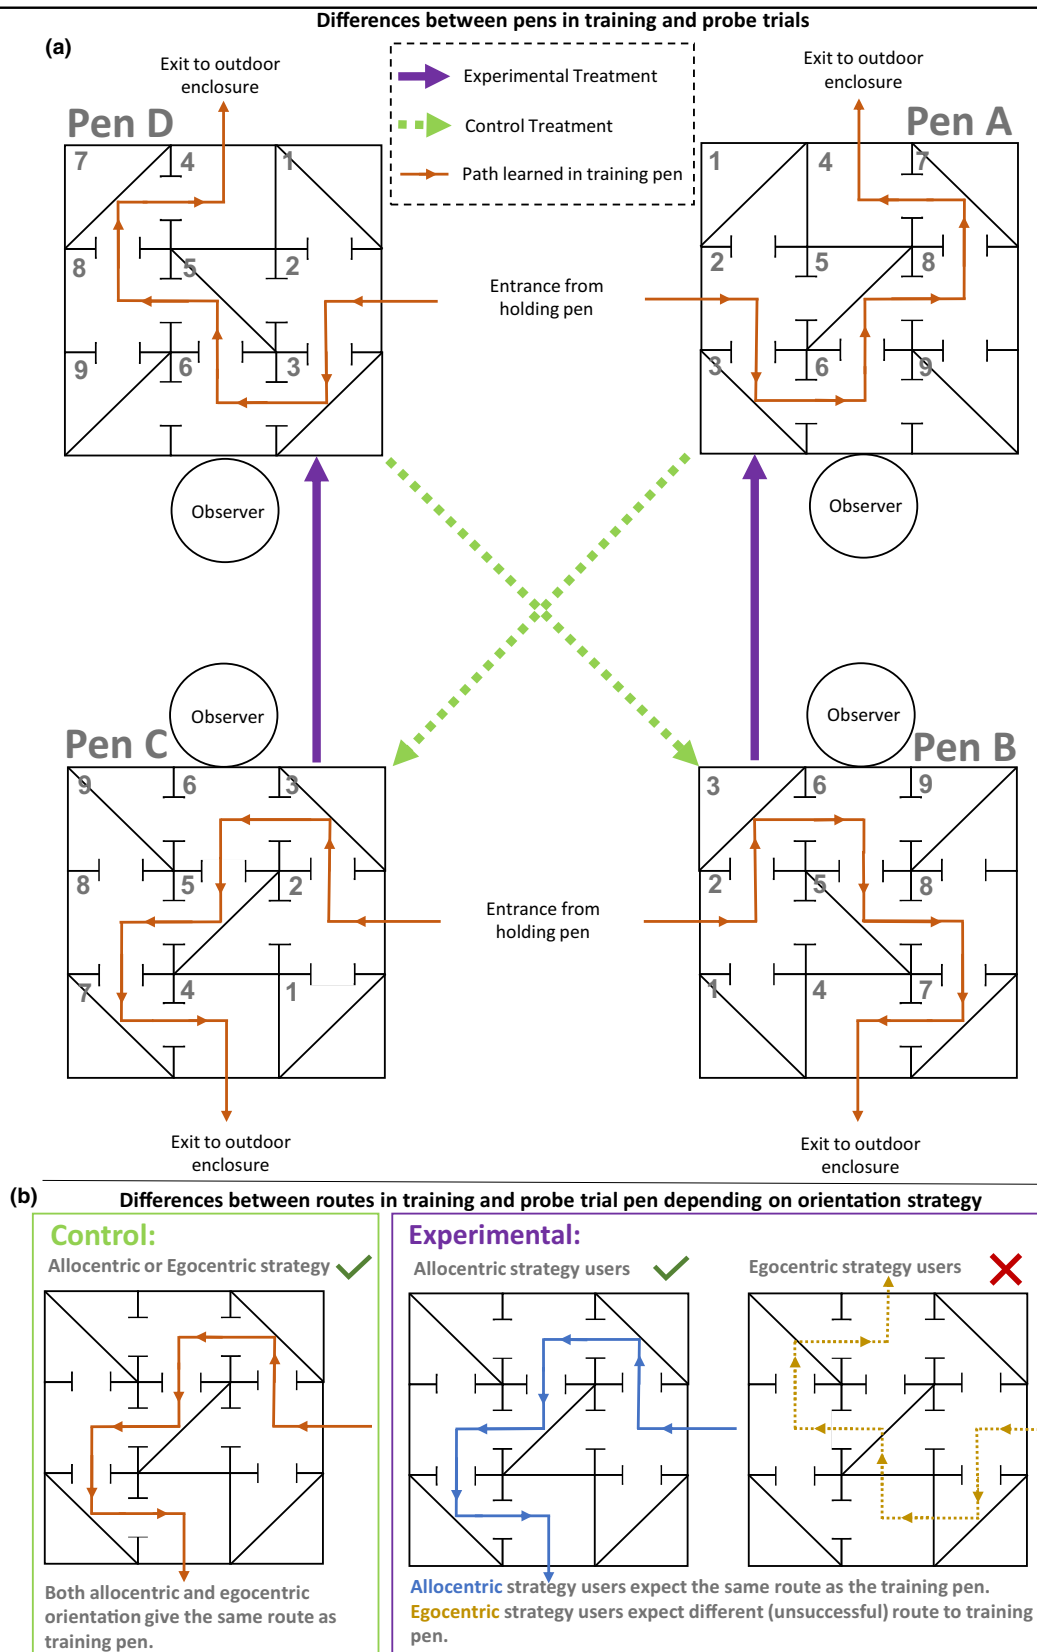 Differences between pens in training and probe trials
(a)
Exit to outdoor
enclosure
Experimental Treatment
Control Treatment
Path learned in training pen
Exit to outdoor
enclosure
Pen D
Pen A
7 4 1
8 5 2
9 6 3
1 4 7
2 5 8
3 6 9
Entrance from
holding pen
Observer
Observer
Observer
Observer
Pen C
Pen B
9 6 3
8 5 2
7 4 1
3 6 9
2 5 8
1 4 7
Entrance from
holding pen
Exit to outdoor
enclosure
Exit to outdoor
enclosure
(b)
Differences between routes in training and probe trial pen depending on orientation strategy
Control:
Allocentric or Egocentric strategy
Both allocentric and egocentric
orientation give the same route as
training pen.
Experimental:
Allocentric strategy users
Egocentric strategy users
Allocentric strategy users expect the same route as the training pen.
Egocentric strategy users expect different (unsuccessful) route to training
pen.